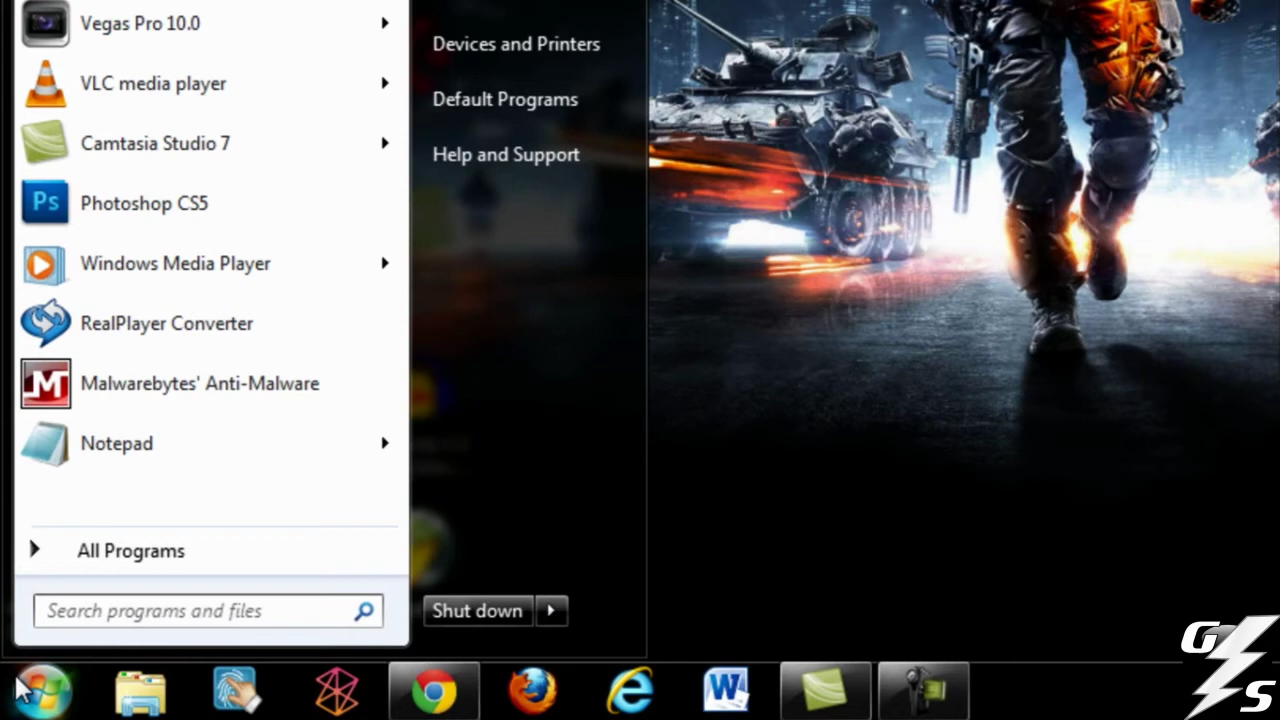 Vegas Pro 10.0
VLC media player
Camtasia Studio 7
Ps
Photoshop CS5
Windows Media Player
RealPlayer Converter
M
Malwarebytes' Anti-Malware
Notepad
All Programs
Search programs and files
Devices and Printers
Default Programs
Help and Support
Shut down
W
G
S